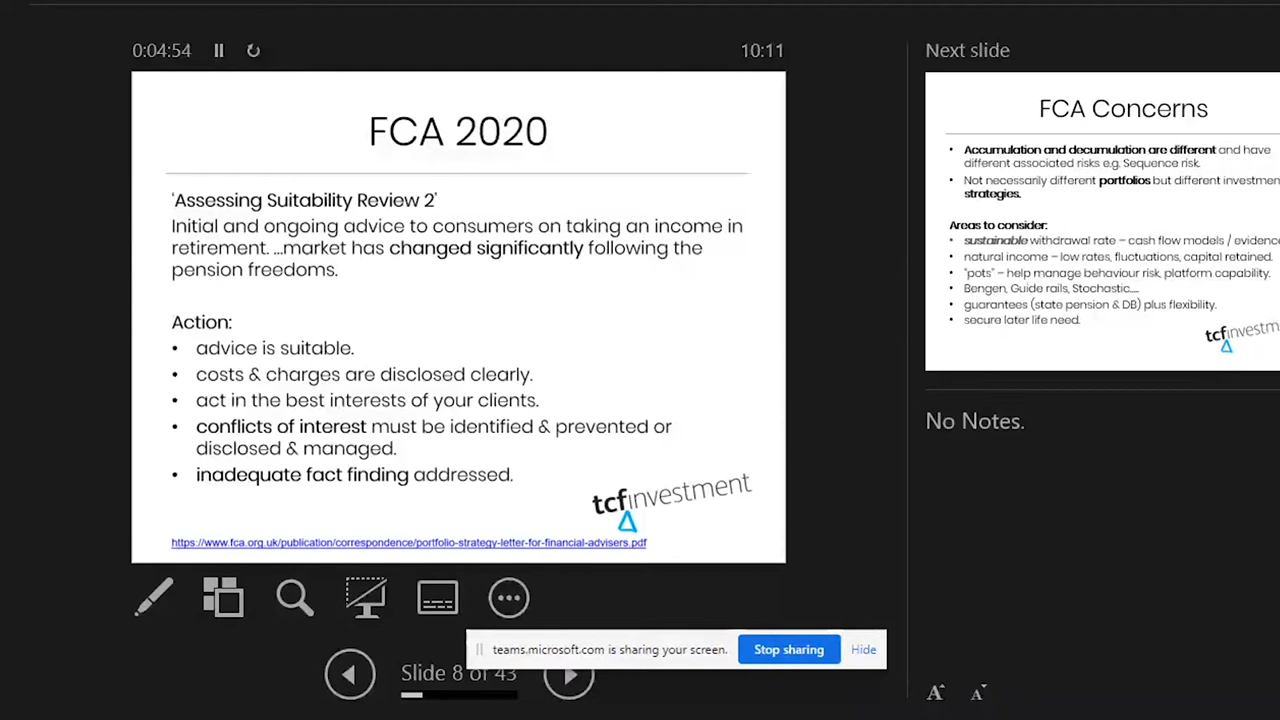 0:04:54
10:11
FCA 2020
'Assessing Suitability Review 2'
Initial and ongoing advice to consumers on taking an income in
retirement. ...market has changed significantly following the
pension freedoms.
Action:
• advice is suitable.
• costs & charges are disclosed clearly.
• act in the best interests of your clients.
• conflicts of interest must be identified & prevented or
disclosed & managed.
• inadequate fact finding addressed.
tcfinvestment
https://www.fca.org.uk/publication/correspondence/portfolio-strategy-letter-for-financial-advisers.pdf
teams.microsoft.com is sharing your screen.
Stop sharing
Hide
Slide 8 of 43
Next slide
FCA Concerns
• Accumulation and decumulation are different and have
different associated risks e.g. Sequence risk.
• Not necessarily different portfolios but different investmen
strategies.
Areas to consider:
• sustainable withdrawal rate – cash flow models / evidenc
• natural income – low rates, fluctuations, capital retained.
• "pots" – help manage behaviour risk, platform capability.
• Bengen, Guide rails, Stochastic.....
• guarantees (state pension & DB) plus flexibility.
• secure later life need.
tcfinvestm
No Notes.
A A